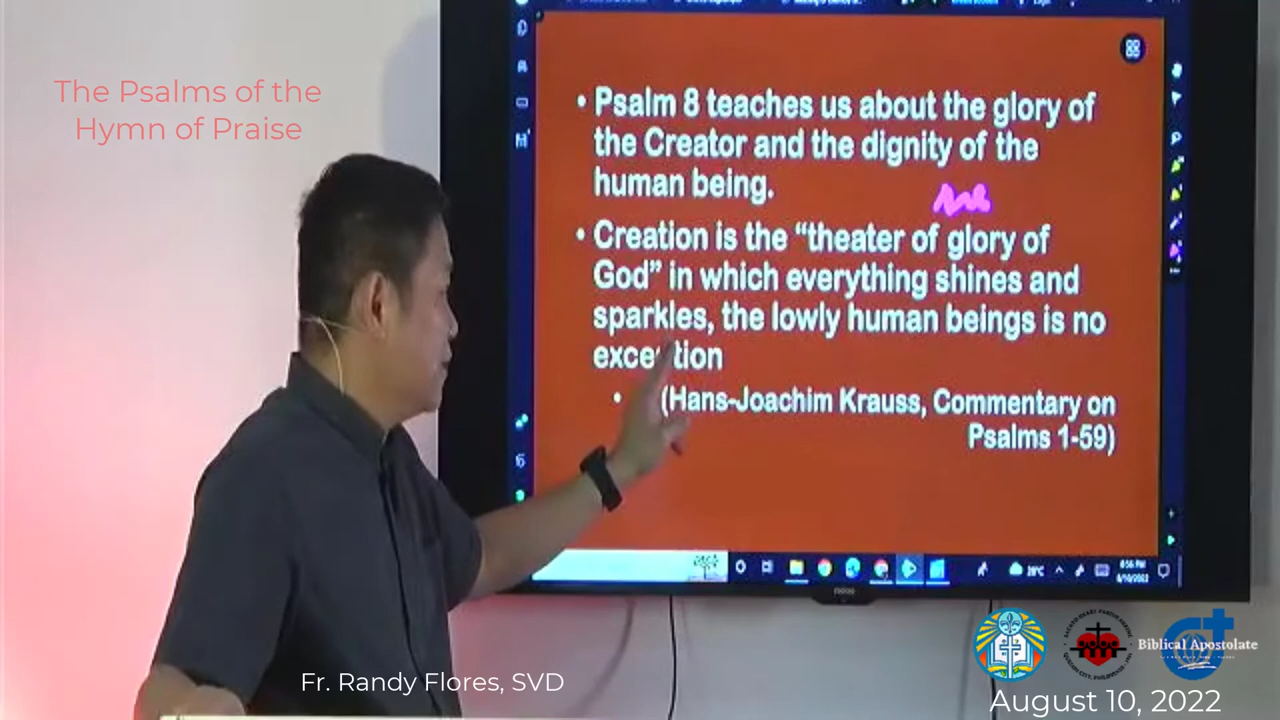 The Psalms of the
Hymn of Praise
• Psalm 8 teaches us about the glory of
the Creator and the dignity of the
human being.
• Creation is the “theater of glory of
God” in which everything shines and
sparkles, the lowly human beings is no
exception
• (Hans-Joachim Krauss, Commentary on
Psalms 1-59)
Fr. Randy Flores, SVD
Biblical Apostolate
August 10, 2022